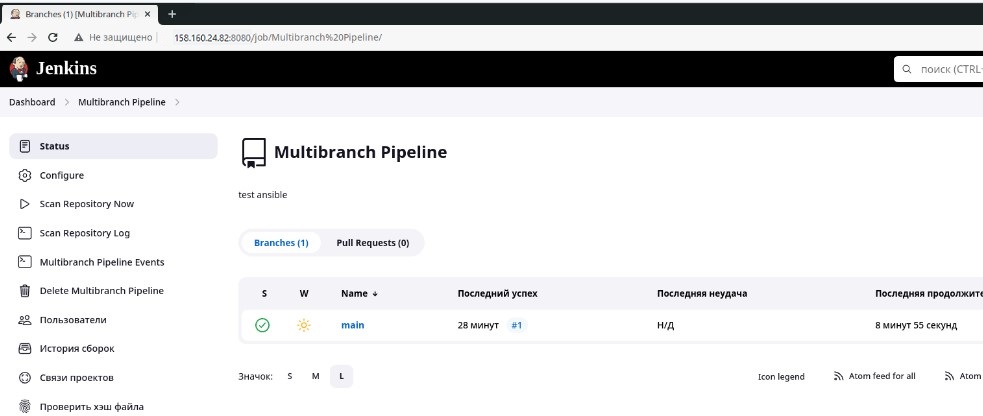 Branches (1) [Multibranch Pip
Не защищено 158.160.24.82:8080/job/Multibranch%20Pipeline/
Jenkins
поиск (CTRL+
Dashboard Multibranch Pipeline
Status
Configure
Scan Repository Now
Scan Repository Log
Multibranch Pipeline Events
Delete Multibranch Pipeline
Пользователи
История сборок
Связи проектов
Проверить хэш файла
Multibranch Pipeline
test ansible
Branches (1) Pull Requests (0)
S W Name ↓ Последний успех Последняя неудача Последняя продолжите
main 28 минут #1 Н/Д 8 минут 55 секунд
Значок: S M L Icon legend Atom feed for all Atom